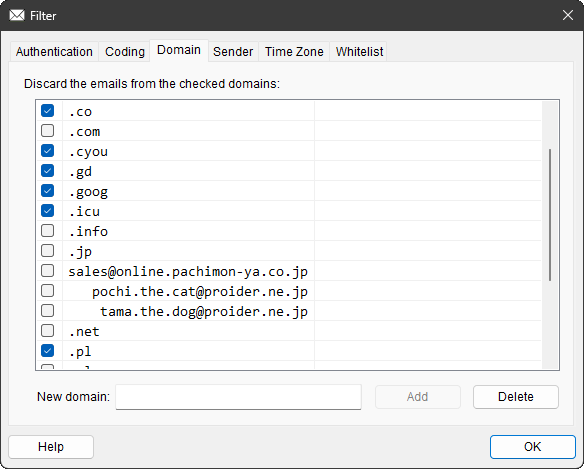 Filter
Authentication Coding Domain Sender Time Zone Whitelist
Discard the emails from the checked domains:
.co
.com
.cyou
.gd
.goog
.icu
.info
.jp
sales@online.pachimon-ya.co.jp
pochi.the.cat@proider.ne.jp
tama.the.dog@proider.ne.jp
.net
.pl
New domain: Add Delete
Help OK